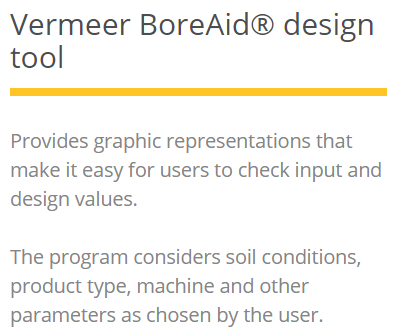 Vermeer BoreAid® design
tool
Provides graphic representations that
make it easy for users to check input and
design values.
The program considers soil conditions,
product type, machine and other
parameters as chosen by the user.